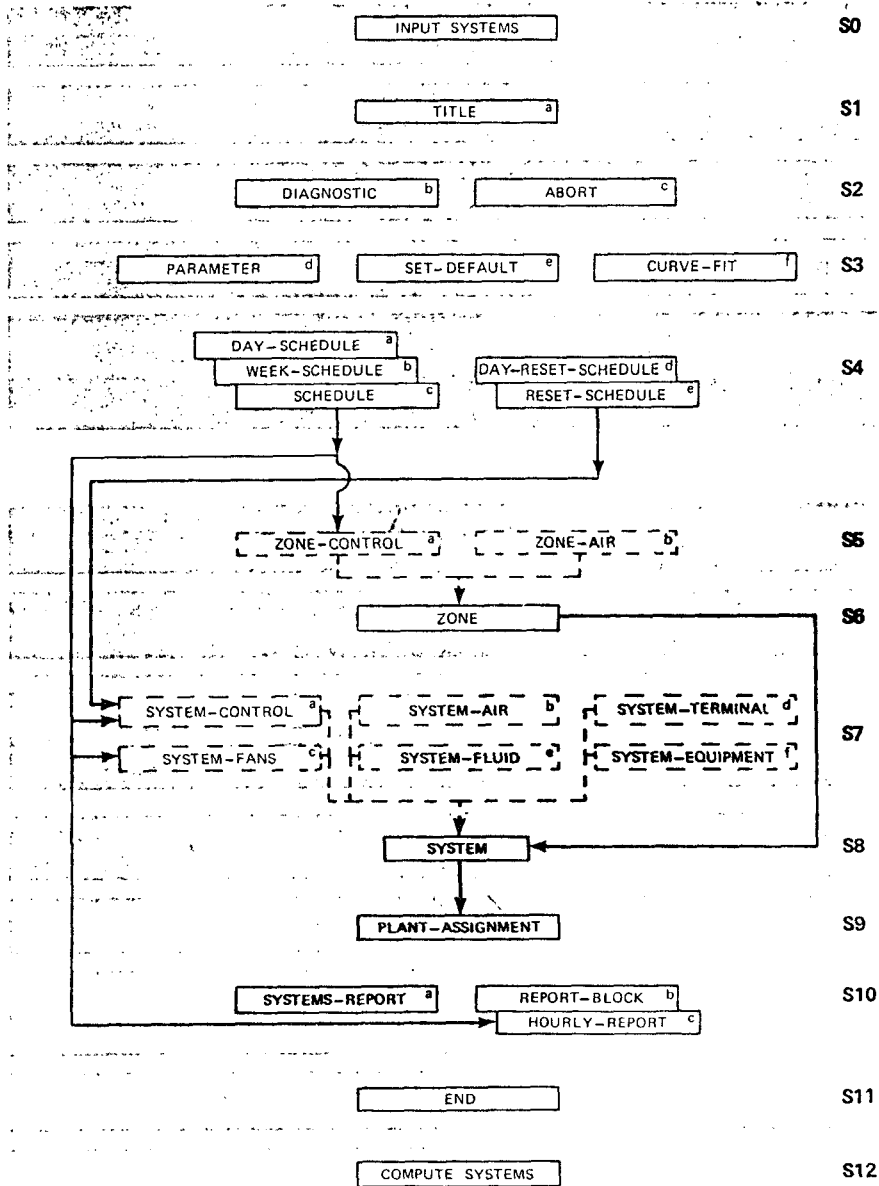 INPUT SYSTEMS S0
TITLE a S1
DIAGNOSTIC b ABORT c S2
PARAMETER d SET-DEFAULT e CURVE-FIT f S3
DAY-SCHEDULE a
WEEK-SCHEDULE b DAY-RESET-SCHEDULE d S4
SCHEDULE c RESET-SCHEDULE e
ZONE-CONTROL a ZONE-AIR b S5
ZONE S6
SYSTEM-CONTROL a SYSTEM-AIR b SYSTEM-TERMINAL d
S7
SYSTEM-FANS c SYSTEM-FLUID e SYSTEM-EQUIPMENT f
SYSTEM S8
PLANT-ASSIGNMENT S9
SYSTEMS-REPORT a REPORT-BLOCK b S10
HOURLY-REPORT c
END S11
COMPUTE SYSTEMS S12